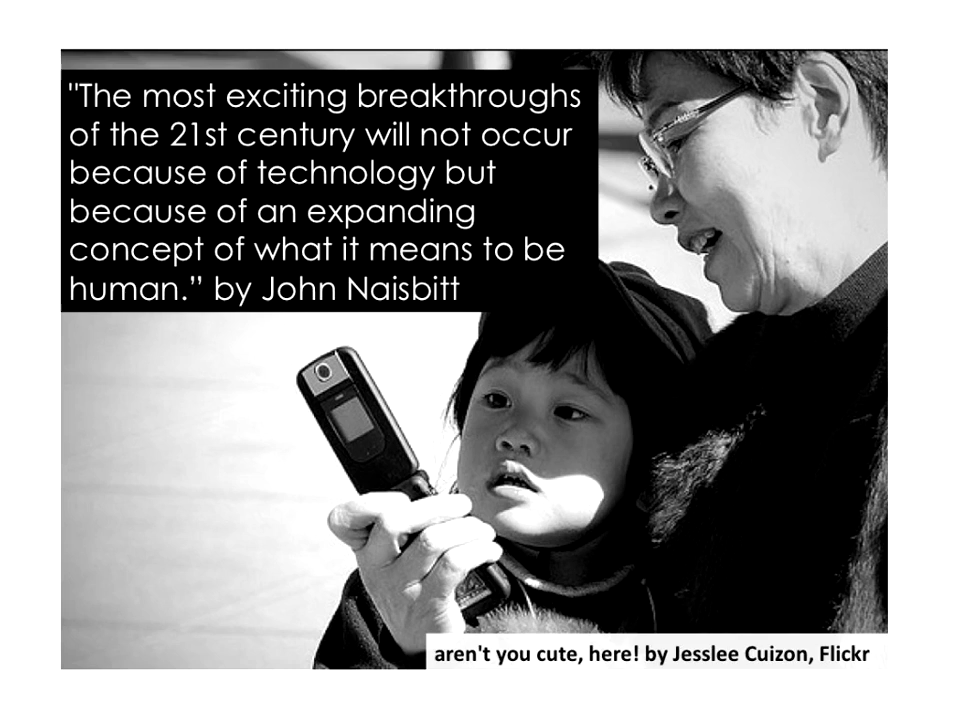 "The most exciting breakthroughs
of the 21st century will not occur
because of technology but
because of an expanding
concept of what it means to be
human.” by John Naisbitt
aren't you cute, here! by Jesslee Cuizon, Flickr